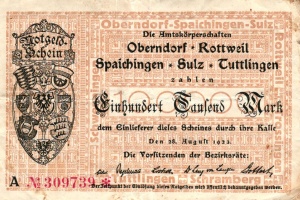 Oberndorf-Spaichingen-Sulz
Notgeld-
Schein
Die Amtskörperschaften
Oberndorf · Rottweil
Spaichingen · Sulz · Tuttlingen
zahlen
100000
Einhundert Tausend Mark
dem Einlieferer dieses Scheines durch ihre Kasse
Den 28. August 1923.
Die Vorsitzenden der Bezirksräte:
A № 309739 *